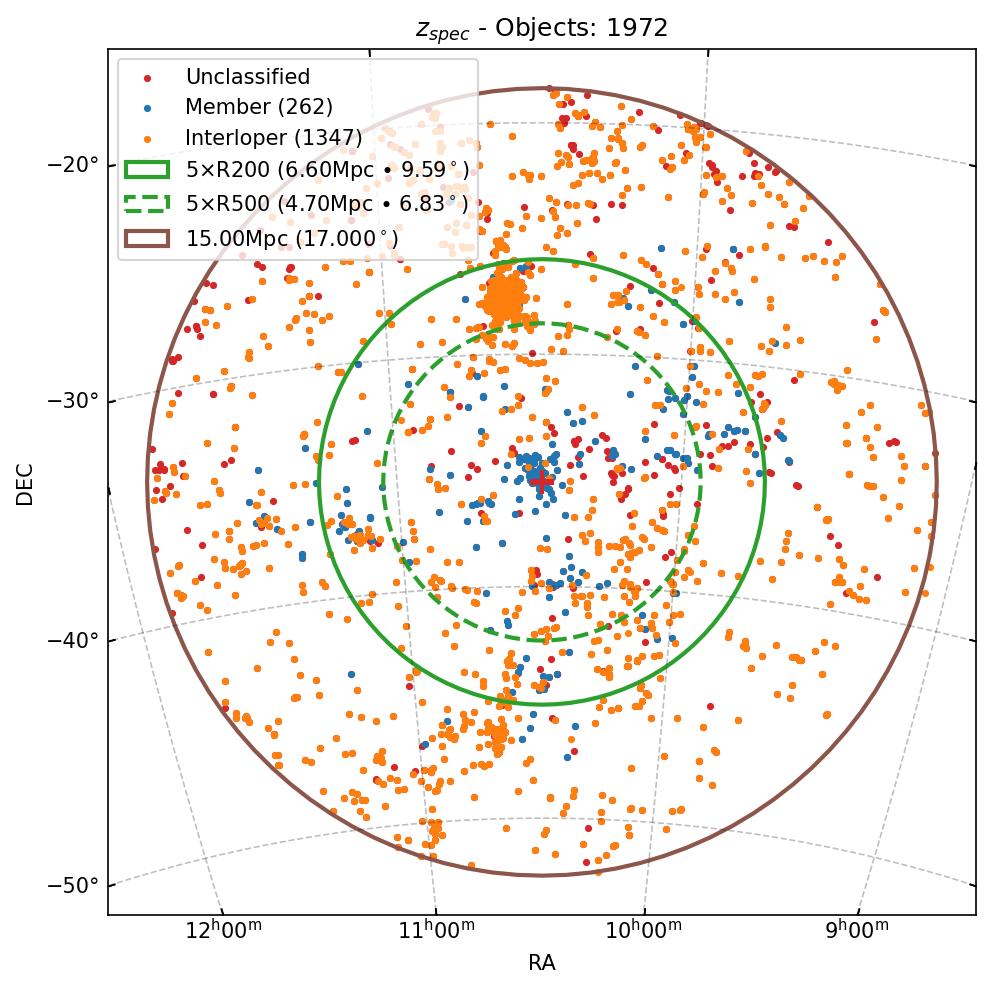 z_spec - Objects: 1972
Unclassified
Member (262)
Interloper (1347)
5×R200 (6.60Mpc • 9.59°)
5×R500 (4.70Mpc • 6.83°)
15.00Mpc (17.000°)
−20°
−30°
−40°
−50°
DEC
12ʰ00ᵐ 11ʰ00ᵐ 10ʰ00ᵐ 9ʰ00ᵐ
RA